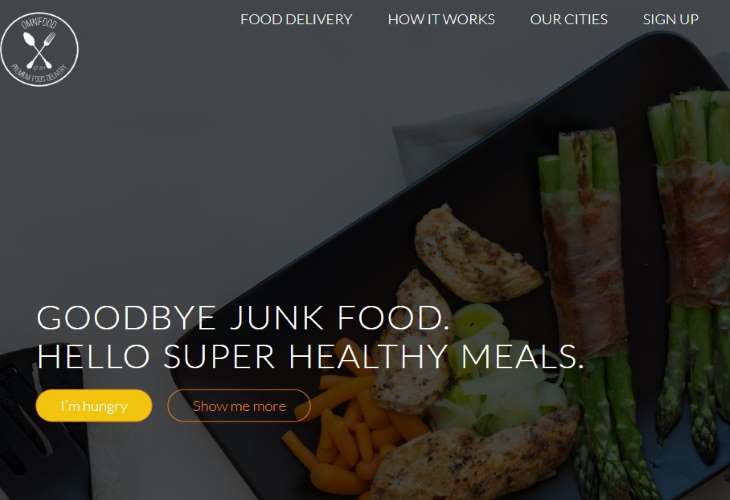 OMNIFOOD
PREMIUM FOOD DELIVERY
FOOD DELIVERY
HOW IT WORKS
OUR CITIES
SIGN UP
GOODBYE JUNK FOOD.
HELLO SUPER HEALTHY MEALS.
I'm hungry
Show me more